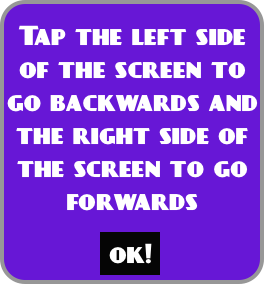 Tap the left side
of the screen to
go backwards and
the right side of
the screen to go
forwards
ok!